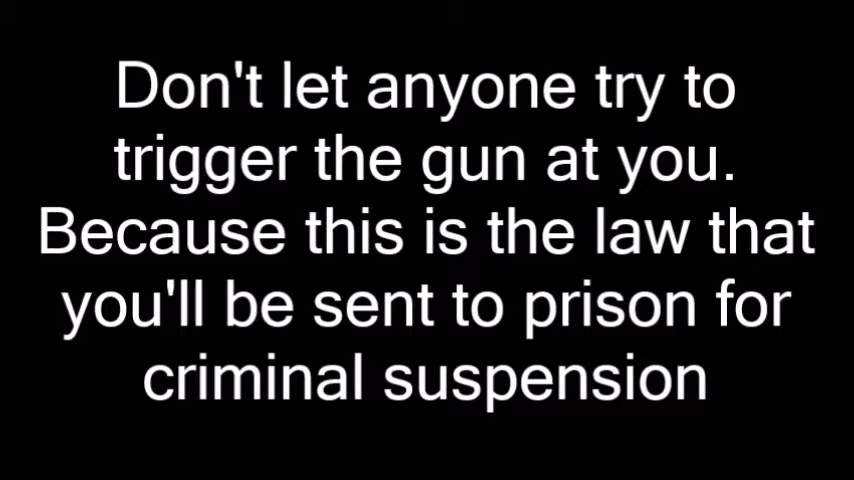 Don't let anyone try to
trigger the gun at you.
Because this is the law that
you'll be sent to prison for
criminal suspension